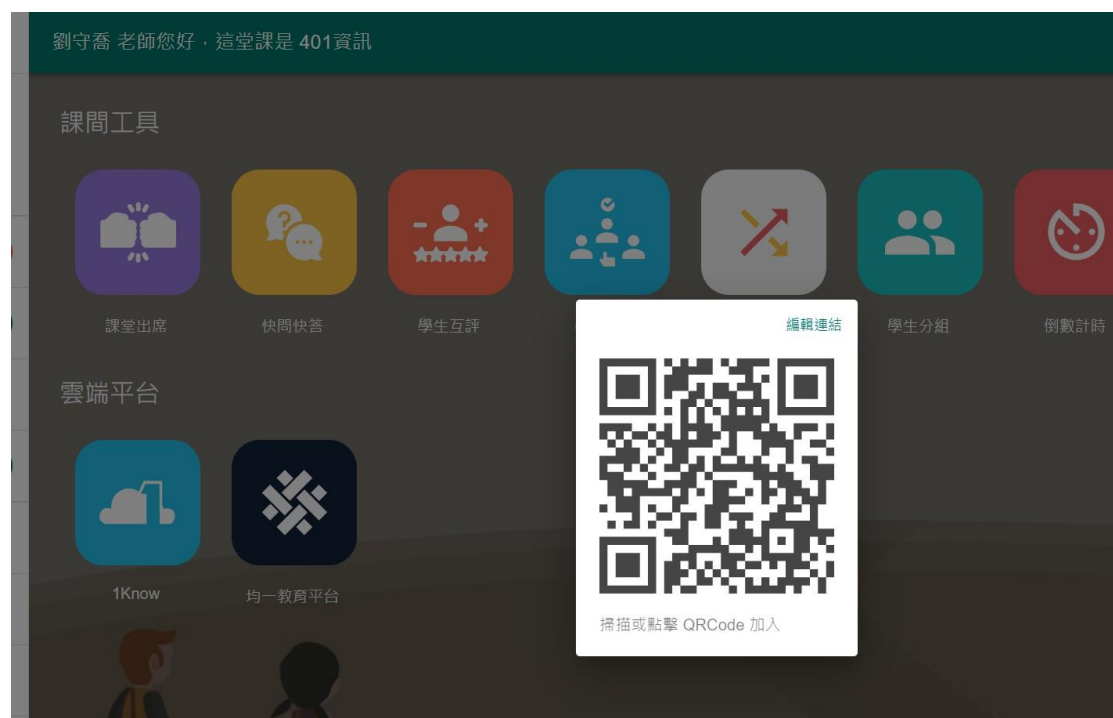 劉守喬 老師您好，這堂課是 401資訊
課間工具
課堂出席
快問快答
學生互評
學生分組
倒數計時
編輯連結
雲端平台
1Know
均一教育平台
掃描或點擊 QRCode 加入